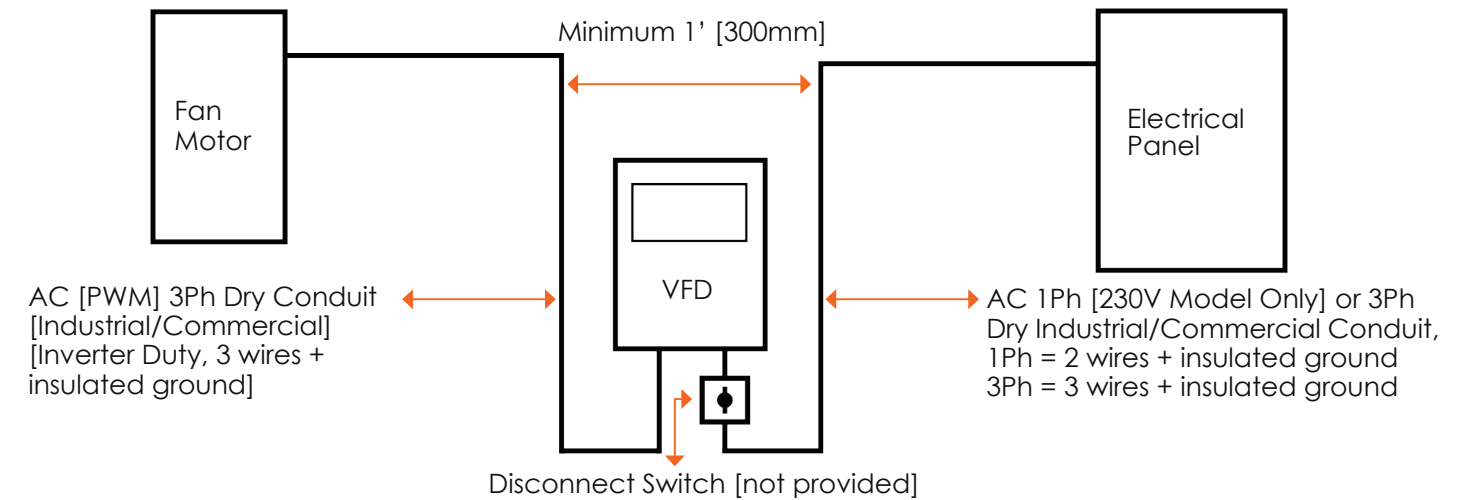 Minimum 1’ [300mm]
Fan
Motor
Electrical
Panel
VFD
AC [PWM] 3Ph Dry Conduit
[Industrial/Commercial]
[Inverter Duty, 3 wires +
insulated ground]
AC 1Ph [230V Model Only] or 3Ph
Dry Industrial/Commercial Conduit,
1Ph = 2 wires + insulated ground
3Ph = 3 wires + insulated ground
Disconnect Switch [not provided]